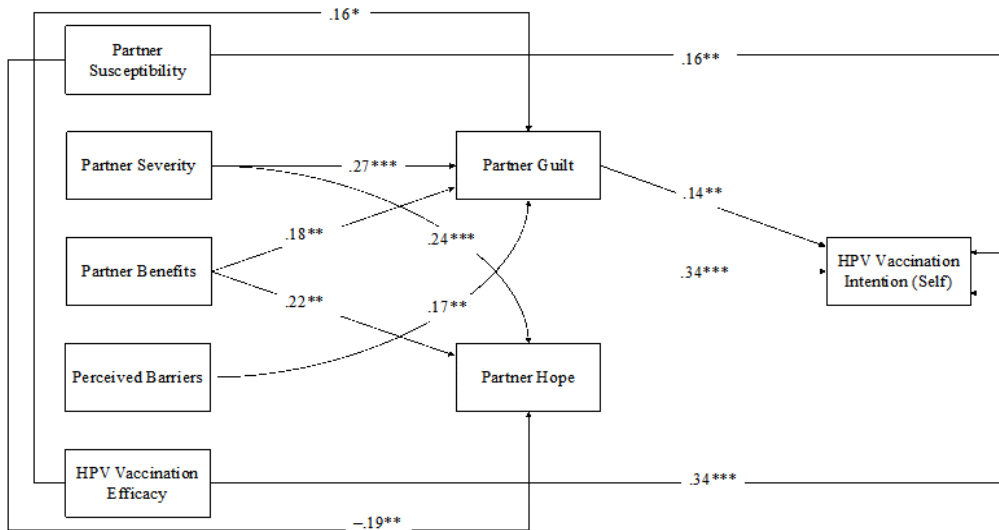 .16*
Partner
Susceptibility
.16**
Partner Severity
.27***
Partner Guilt
.14**
.18**
.24***
Partner Benefits
.34***
HPV Vaccination
Intention (Self)
.22**
.17**
Perceived Barriers
Partner Hope
HPV Vaccination
Efficacy
.34***
–.19**